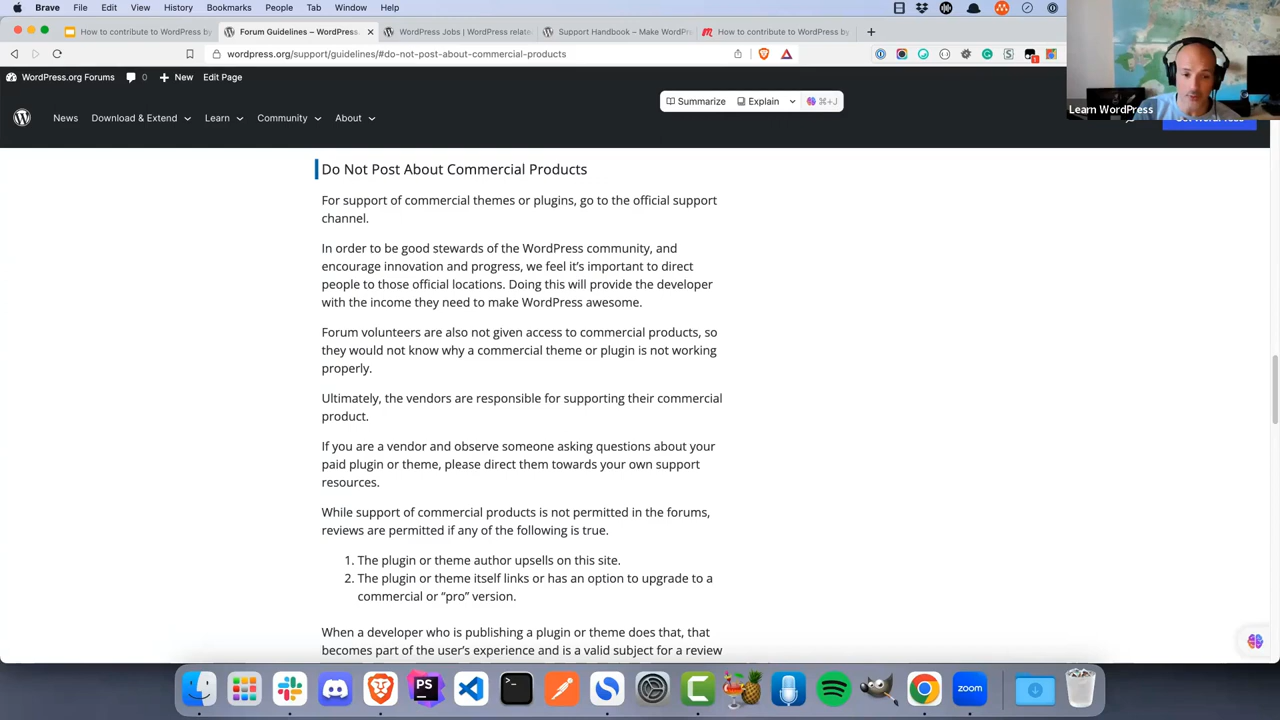 Brave File Edit View History Bookmarks People Tab Window Help
How to contribute to WordPress by
Forum Guidelines – WordPress.
WordPress Jobs | WordPress relate
Support Handbook – Make WordPr
How to contribute to WordPress by
wordpress.org/support/guidelines/#do-not-post-about-commercial-products
WordPress.org Forums 0 New Edit Page
Summarize Explain ⌘+J
Learn WordPress
News Download & Extend Learn Community About
Do Not Post About Commercial Products
For support of commercial themes or plugins, go to the official support
channel.
In order to be good stewards of the WordPress community, and
encourage innovation and progress, we feel it's important to direct
people to those official locations. Doing this will provide the developer
with the income they need to make WordPress awesome.
Forum volunteers are also not given access to commercial products, so
they would not know why a commercial theme or plugin is not working
properly.
Ultimately, the vendors are responsible for supporting their commercial
product.
If you are a vendor and observe someone asking questions about your
paid plugin or theme, please direct them towards your own support
resources.
While support of commercial products is not permitted in the forums,
reviews are permitted if any of the following is true.
1. The plugin or theme author upsells on this site.
2. The plugin or theme itself links or has an option to upgrade to a
commercial or “pro” version.
When a developer who is publishing a plugin or theme does that, that
becomes part of the user's experience and is a valid subject for a review
PS
zoom